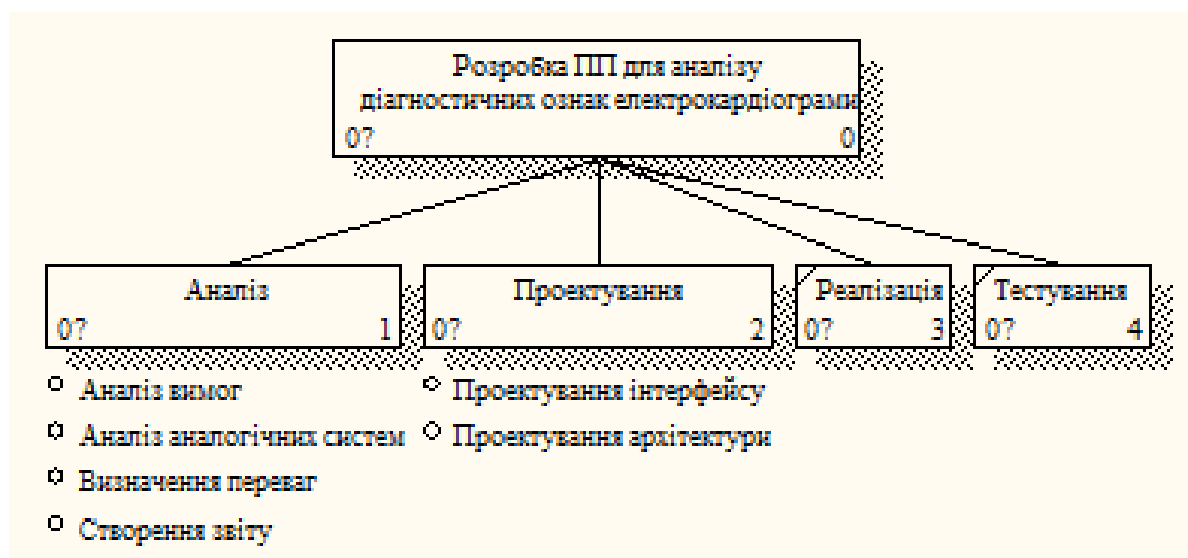 Розробка ПП для аналізу
діагностичних ознак електрокардіограми
0? 0
Аналіз
0? 1
Проектування
0? 2
Реалізація
0? 3
Тестування
0? 4
Аналіз вимог
Аналіз аналогічних систем
Визначення переваг
Створення звіту
Проектування інтерфейсу
Проектування архітектури